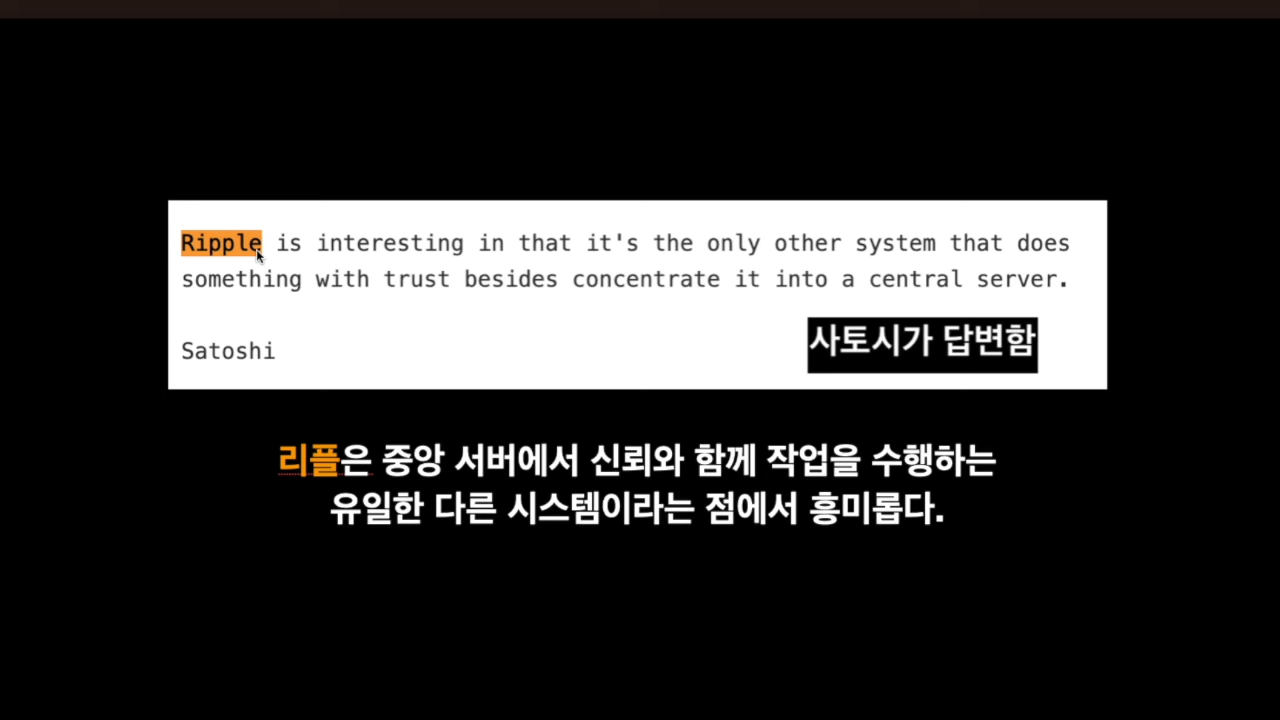 Ripple is interesting in that it's the only other system that does
something with trust besides concentrate it into a central server.
Satoshi
사토시가 답변함
리플은 중앙 서버에서 신뢰와 함께 작업을 수행하는
유일한 다른 시스템이라는 점에서 흥미롭다.